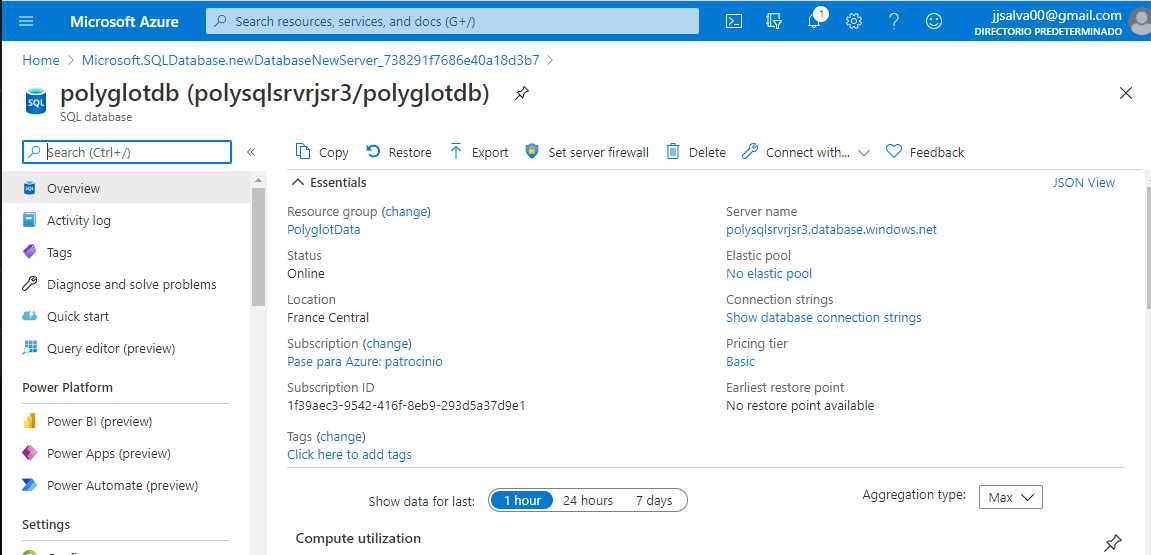 Microsoft Azure
Search resources, services, and docs (G+/)
1
jjsalva00@gmail.com
DIRECTORIO PREDETERMINADO
Home > Microsoft.SQLDatabase.newDatabaseNewServer_738291f7686e40a18d3b7 >
SQL
polyglotdb (polysqlsrvrjsr3/polyglotdb)
SQL database
Search (Ctrl+/)
«
Overview
Activity log
Tags
Diagnose and solve problems
Quick start
Query editor (preview)
Power Platform
Power BI (preview)
Power Apps (preview)
Power Automate (preview)
Settings
Copy
Restore
Export
Set server firewall
Delete
Connect with...
Feedback
Essentials
JSON View
Resource group (change)
PolyglotData
Status
Online
Location
France Central
Subscription (change)
Pase para Azure: patrocinio
Subscription ID
1f39aec3-9542-416f-8eb9-293d5a37d9e1
Tags (change)
Click here to add tags
Server name
polysqlsrvrjsr3.database.windows.net
Elastic pool
No elastic pool
Connection strings
Show database connection strings
Pricing tier
Basic
Earliest restore point
No restore point available
Show data for last:
1 hour
24 hours
7 days
Aggregation type:
Max
Compute utilization